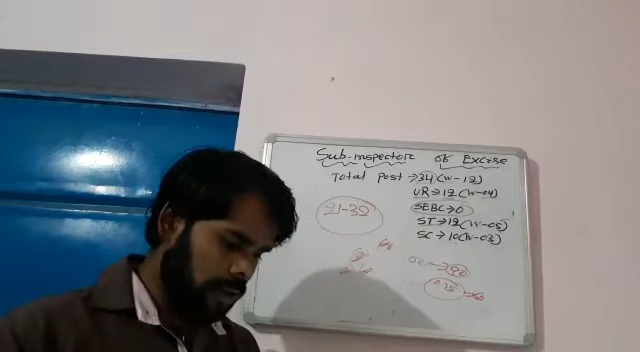 Sub-inspector of Excise
Total Post → 34 (W-12)
UR → 12 (W-04)
SEBC → 0
ST → 12 (W-05)
SC → 10 (W-03)
21-38